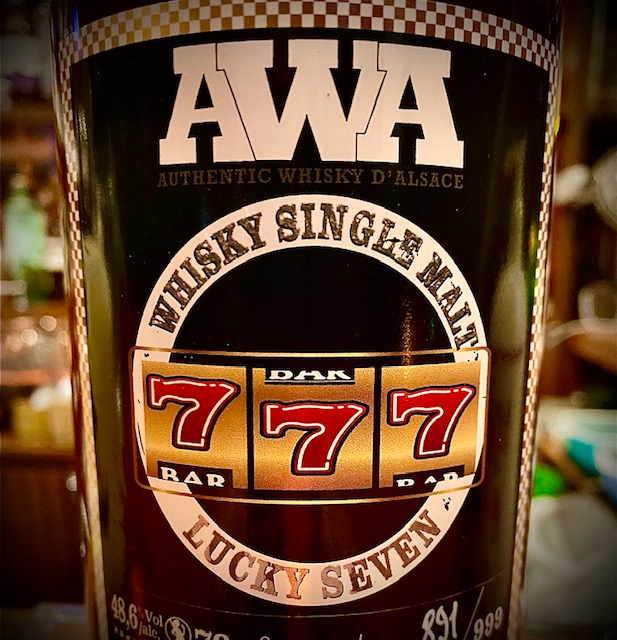 AWA
AUTHENTIC WHISKY D'ALSACE
WHISKY SINGLE MALT
BAR
7 7 7
BAR BAR
LUCKY SEVEN
48,6% Vol
/alc. 891/999